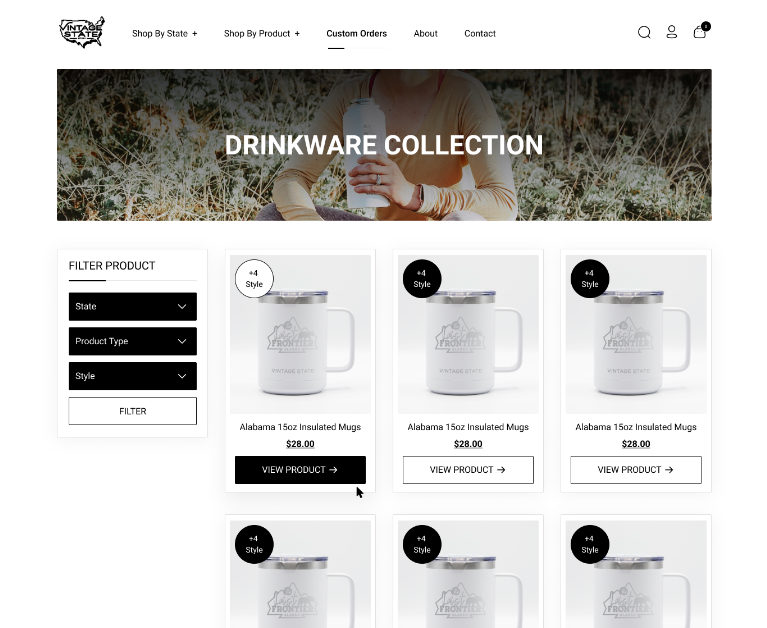 VINTAGE
STATE
Shop By State +
Shop By Product +
Custom Orders
About
Contact
DRINKWARE COLLECTION
FILTER PRODUCT
State
Product Type
Style
FILTER
+4
Style
FRONTIER
VINTAGE STATE
Alabama 15oz Insulated Mugs
$28.00
VIEW PRODUCT →
+4
Style
FRONTIER
VINTAGE STATE
Alabama 15oz Insulated Mugs
$28.00
VIEW PRODUCT →
+4
Style
FRONTIER
VINTAGE STATE
Alabama 15oz Insulated Mugs
$28.00
VIEW PRODUCT →
+4
Style
FRONTIER
+4
Style
FRONTIER
+4
Style
FRONTIER